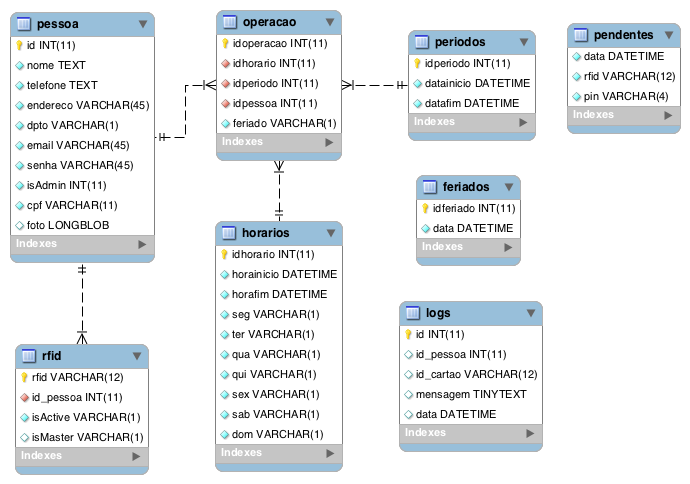 pessoa
id INT(11)
nome TEXT
telefone TEXT
endereco VARCHAR(45)
dpto VARCHAR(1)
email VARCHAR(45)
senha VARCHAR(45)
isAdmin INT(11)
cpf VARCHAR(11)
foto LONGBLOB
Indexes
operacao
idoperacao INT(11)
idhorario INT(11)
idperiodo INT(11)
idpessoa INT(11)
feriado VARCHAR(1)
Indexes
periodos
idperiodo INT(11)
datainicio DATETIME
datafim DATETIME
Indexes
pendentes
data DATETIME
rfid VARCHAR(12)
pin VARCHAR(4)
Indexes
feriados
idferiado INT(11)
data DATETIME
Indexes
horarios
idhorario INT(11)
horainicio DATETIME
horafim DATETIME
seg VARCHAR(1)
ter VARCHAR(1)
qua VARCHAR(1)
qui VARCHAR(1)
sex VARCHAR(1)
sab VARCHAR(1)
dom VARCHAR(1)
Indexes
logs
id INT(11)
id_pessoa INT(11)
id_cartao VARCHAR(12)
mensagem TINYTEXT
data DATETIME
Indexes
rfid
rfid VARCHAR(12)
id_pessoa INT(11)
isActive VARCHAR(1)
isMaster VARCHAR(1)
Indexes